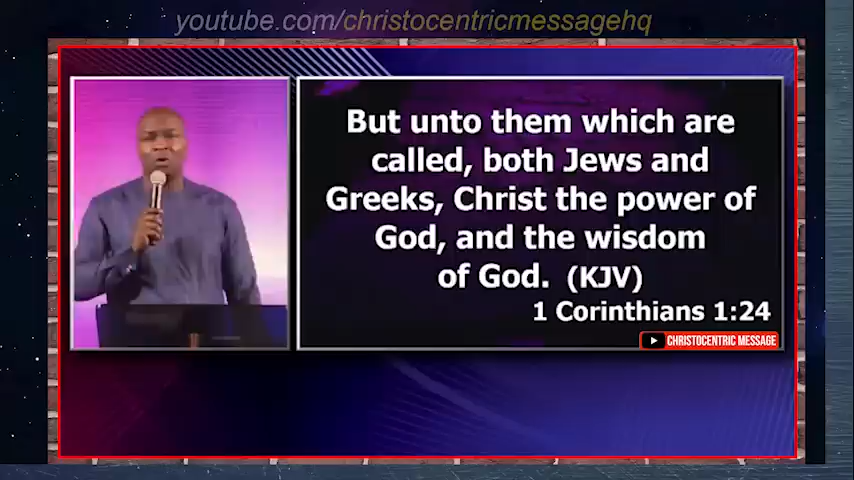 youtube.com/christocentricmessagehq
But unto them which are
called, both Jews and
Greeks, Christ the power of
God, and the wisdom
of God. (KJV)
1 Corinthians 1:24
CHRISTOCENTRIC MESSAGE